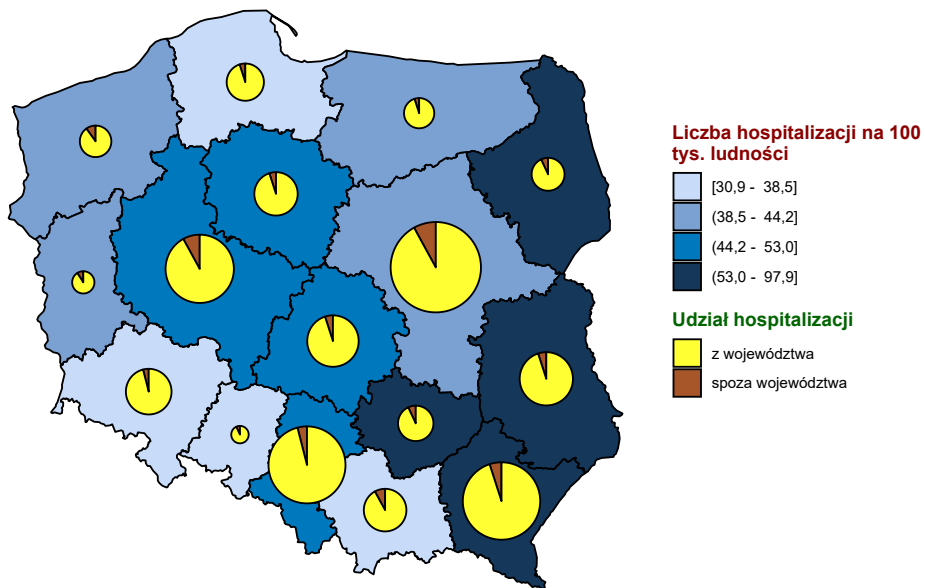 Liczba hospitalizacji na 100
tys. ludności
[30,9 - 38,5]
(38,5 - 44,2]
(44,2 - 53,0]
(53,0 - 97,9]
Udział hospitalizacji
z województwa
spoza województwa